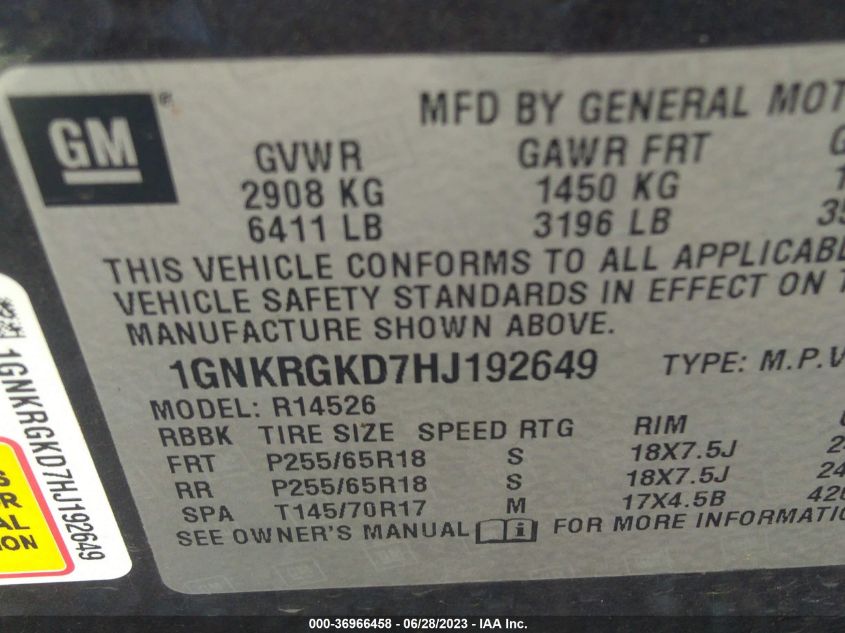 GM
MFD BY GENERAL
GVWR
GAWR FRT
2908 KG
1450 KG
6411 LB
3196 LB
THIS VEHICLE CONFORMS TO ALL
VEHICLE SAFETY STANDARDS IN EFFECT ON
MANUFACTURE SHOWN ABOVE.
1GNKRGKD7HJ192649 TYPE: M.P.V
MODEL: R14526
RBBK TIRE SIZE SPEED RTG RIM
FRT P255/65R18 S 18X7.5J
RR P255/65R18 S 18X7.5J
SPA T145/70R17 M 17X4.5B
SEE OWNER'S MANUAL FOR MORE
1GNKRGKD7HJ192649
000-36966458 - 06/28/2023 - IAA Inc.